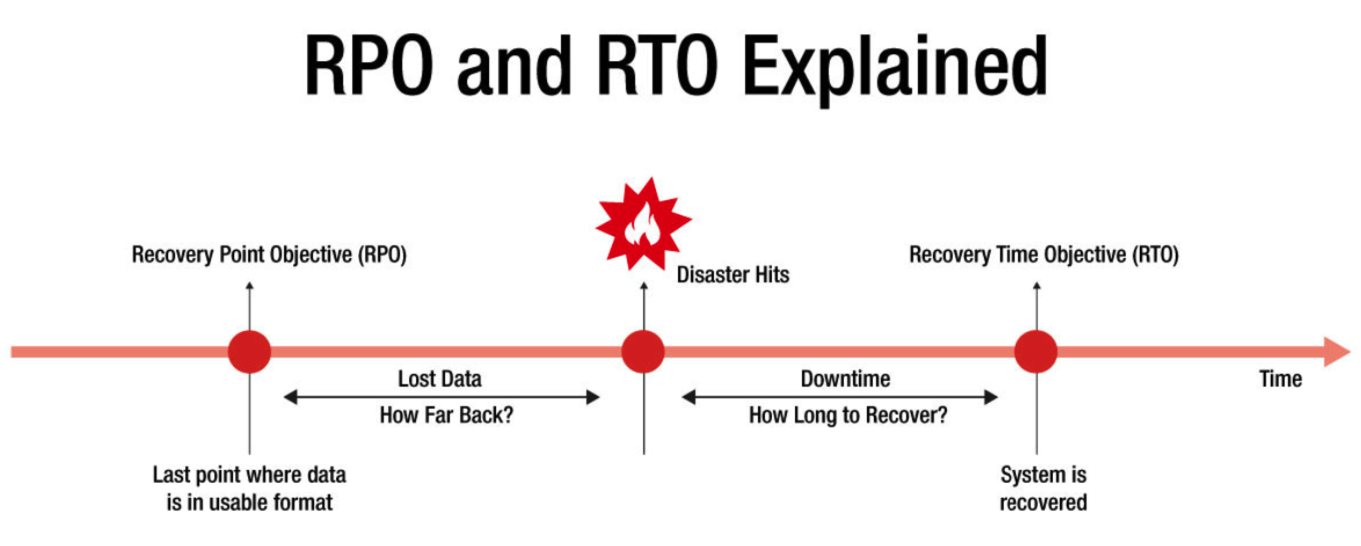 RPO and RTO Explained
Recovery Point Objective (RPO)
Disaster Hits
Recovery Time Objective (RTO)
Lost Data
How Far Back?
Downtime
How Long to Recover?
Time
Last point where data
is in usable format
System is
recovered